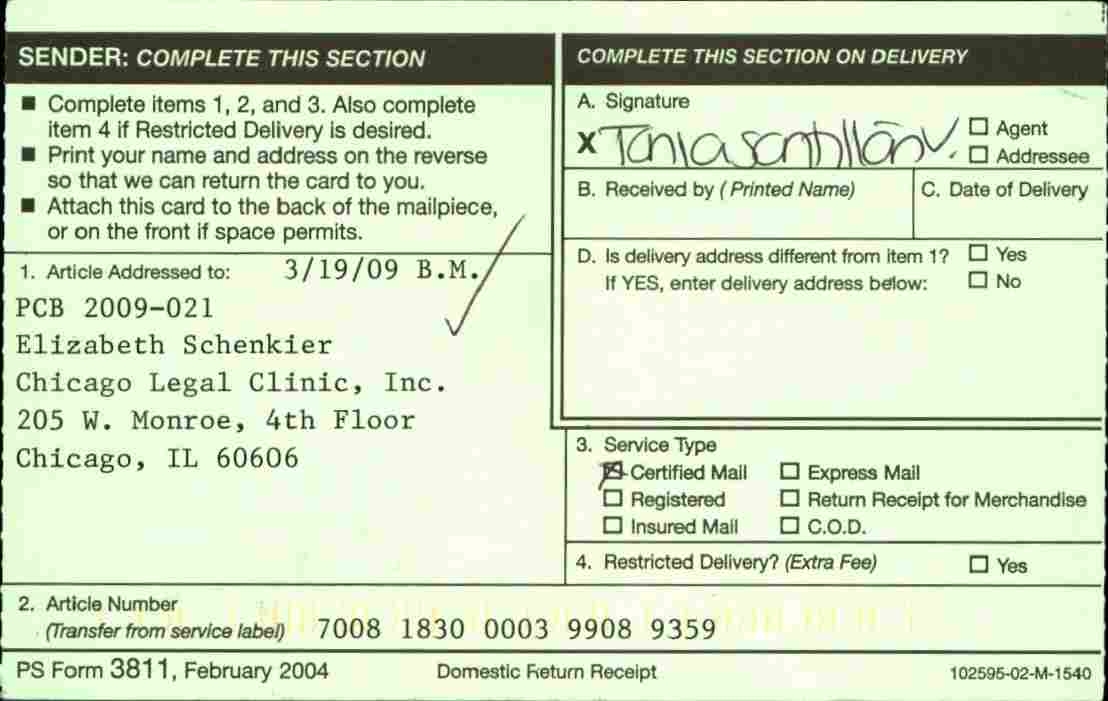 SENDER: COMPLETE THIS SECTION
■ Complete items 1, 2, and 3. Also complete
item 4 if Restricted Delivery is desired.
■ Print your name and address on the reverse
so that we can return the card to you.
■ Attach this card to the back of the mailpiece,
or on the front if space permits.
1. Article Addressed to: 3/19/09 B.M.
PCB 2009-021
Elizabeth Schenkier
Chicago Legal Clinic, Inc.
205 W. Monroe, 4th Floor
Chicago, IL 60606
COMPLETE THIS SECTION ON DELIVERY
A. Signature
X Tania
☐ Agent
☐ Addressee
B. Received by ( Printed Name)
C. Date of Delivery
D. Is delivery address different from item 1? ☐ Yes
If YES, enter delivery address below: ☐ No
3. Service Type
☒ Certified Mail ☐ Express Mail
☐ Registered ☐ Return Receipt for Merchandise
☐ Insured Mail ☐ C.O.D.
4. Restricted Delivery? (Extra Fee) ☐ Yes
2. Article Number
(Transfer from service label) 7008 1830 0003 9908 9359
PS Form 3811, February 2004 Domestic Return Receipt 102595-02-M-1540